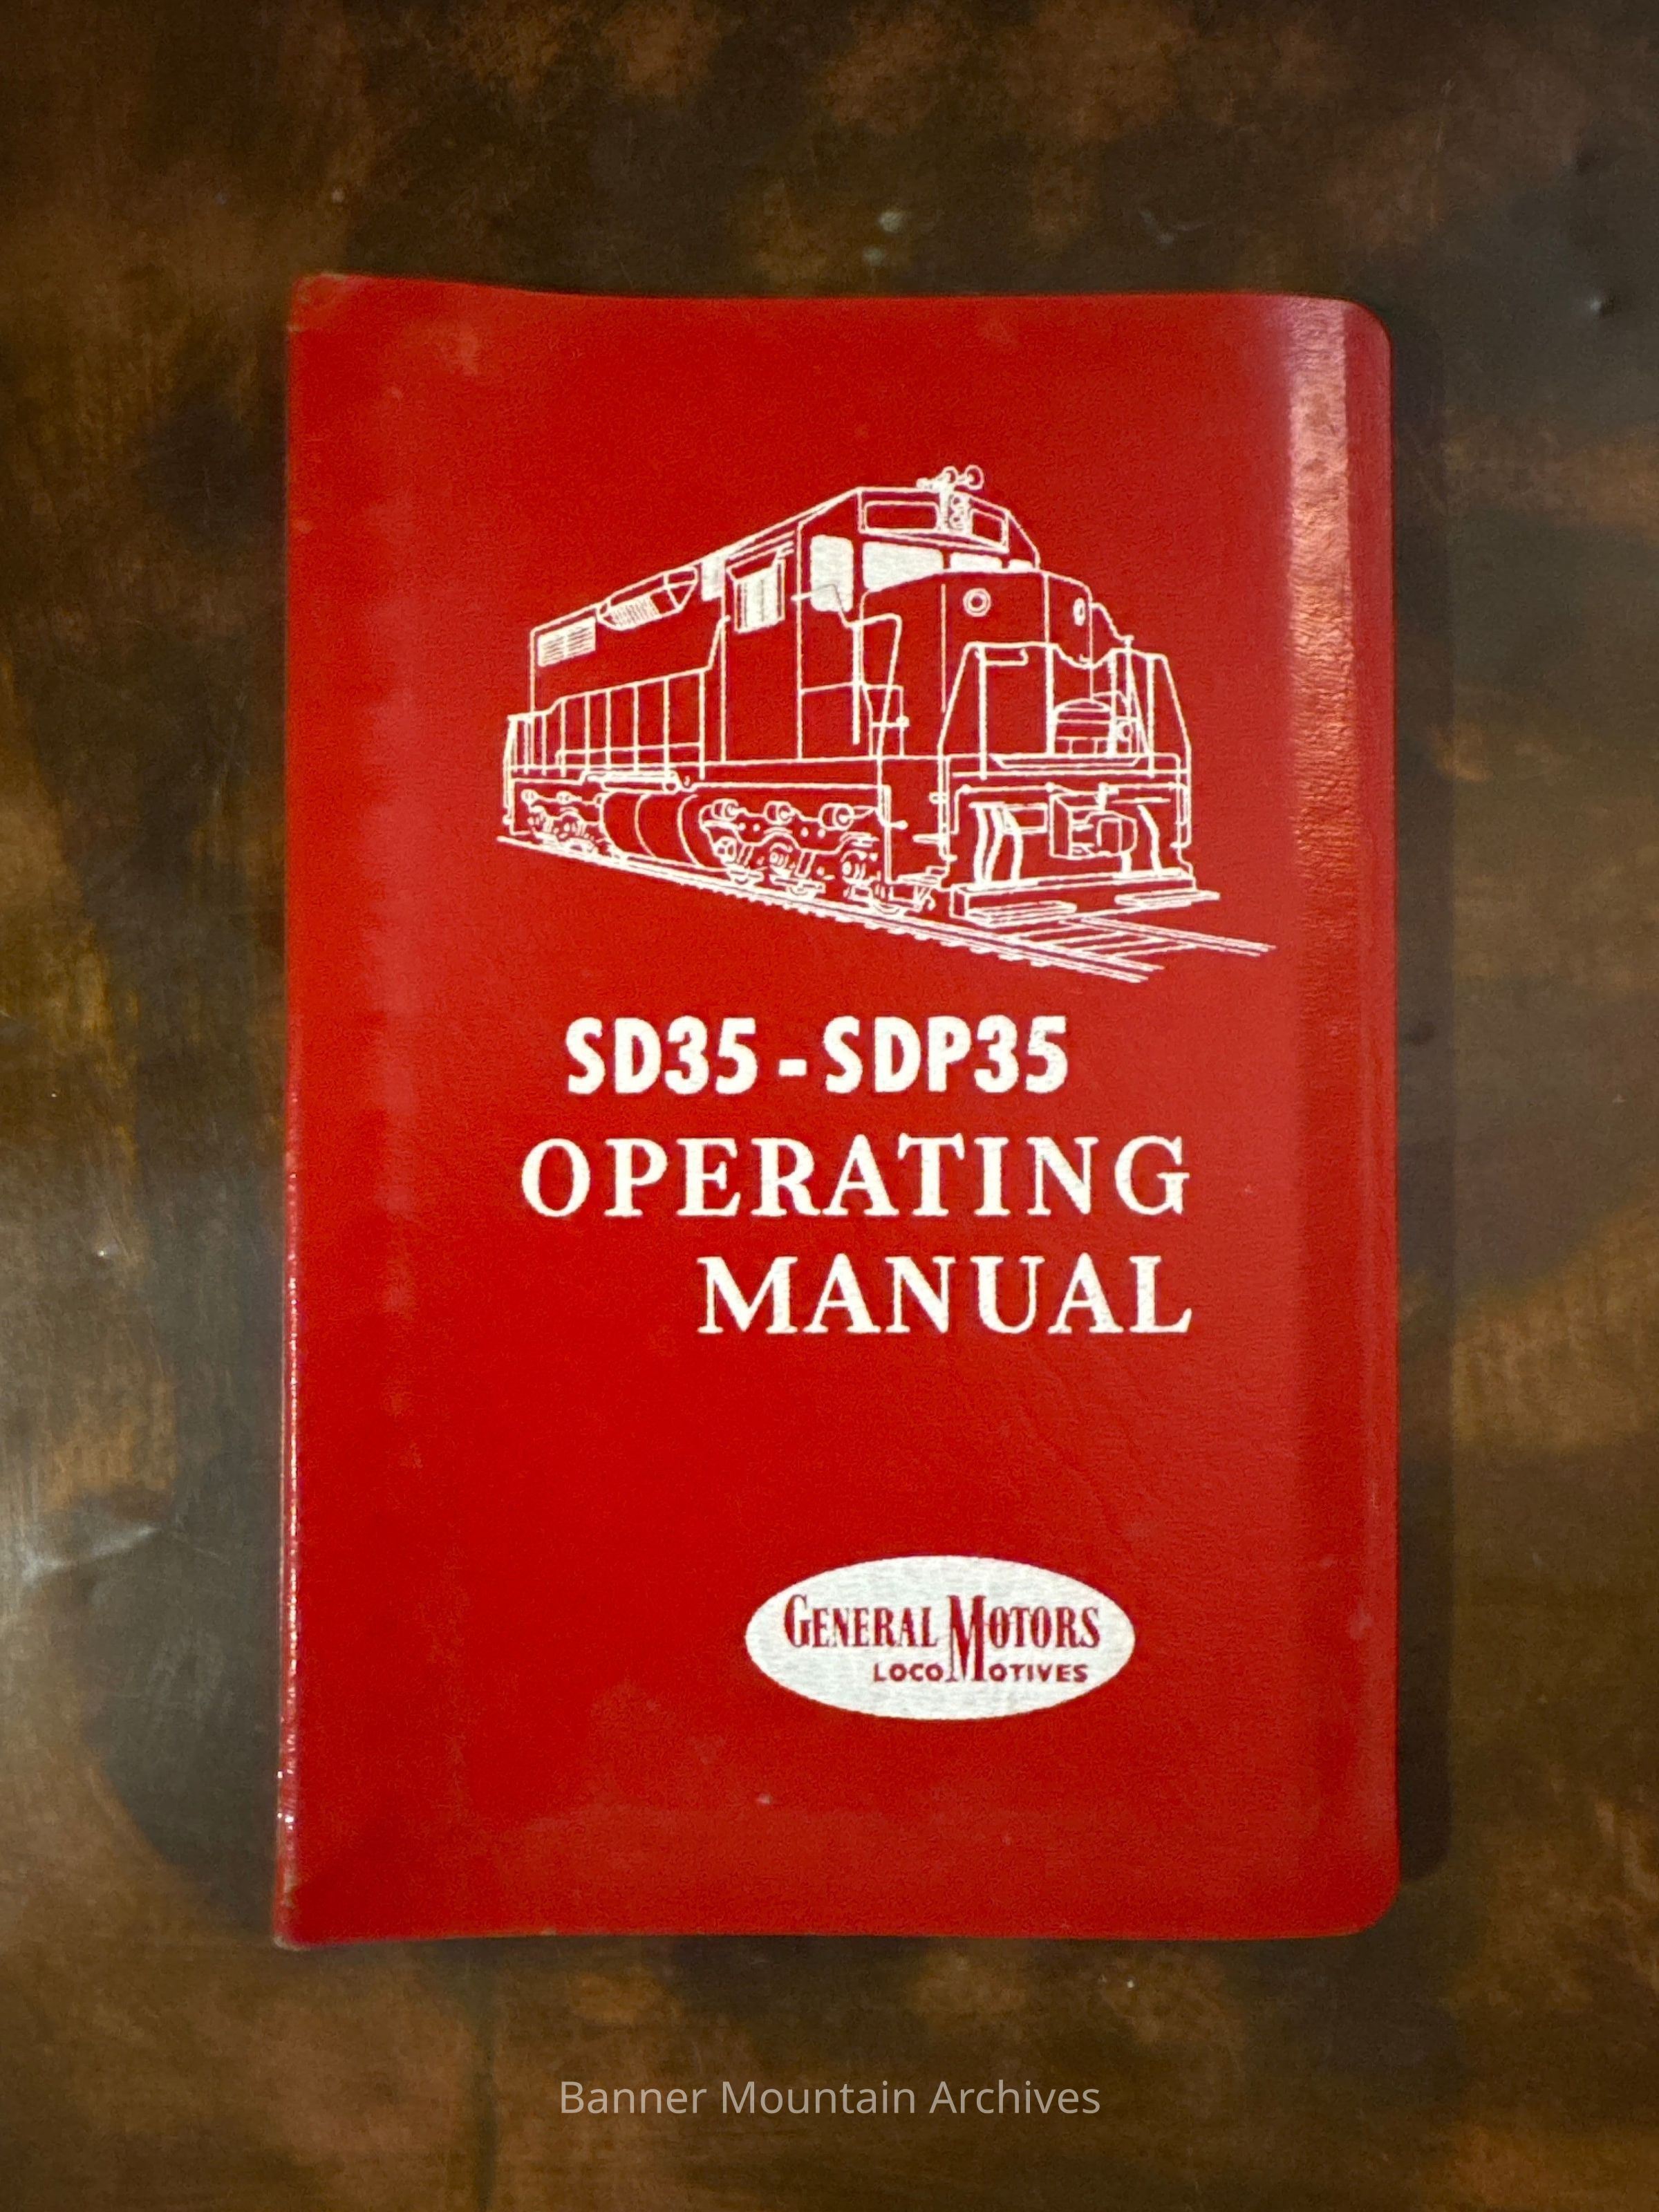 SD35 - SDP35
OPERATING
MANUAL
GENERAL MOTORS
LOCOMOTIVES
Banner Mountain Archives